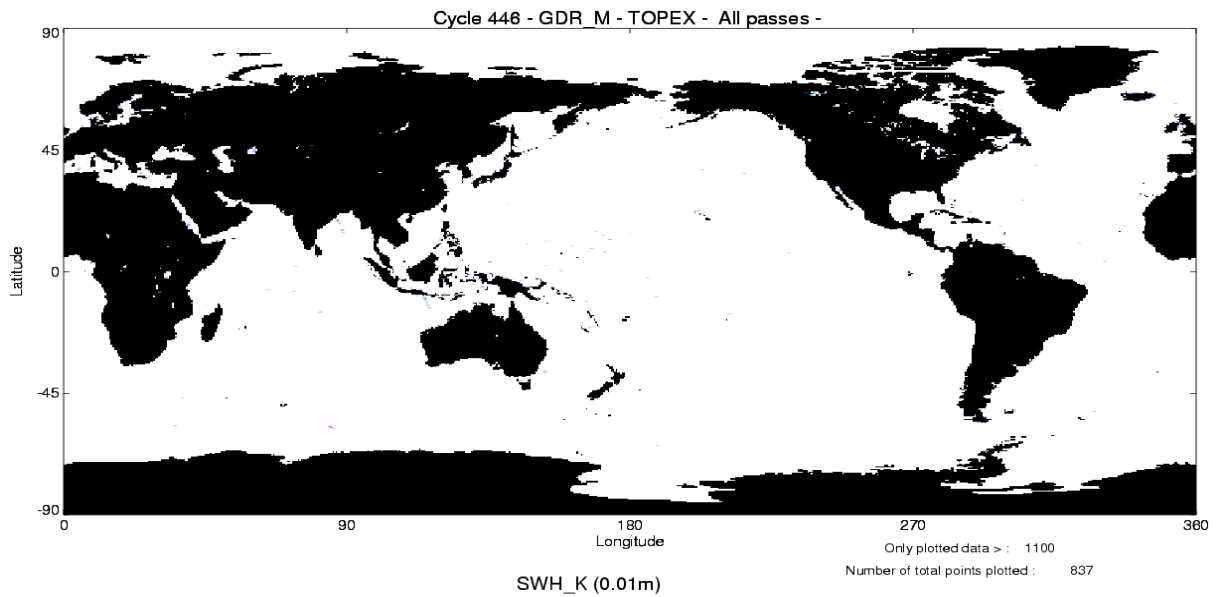 Cycle 446 - GDR_M - TOPEX - All passes -
90
45
0
-45
-90
Latitude
0 90 180 270 360
Longitude
Only plotted data > : 1100
Number of total points plotted : 837
SWH_K (0.01m)